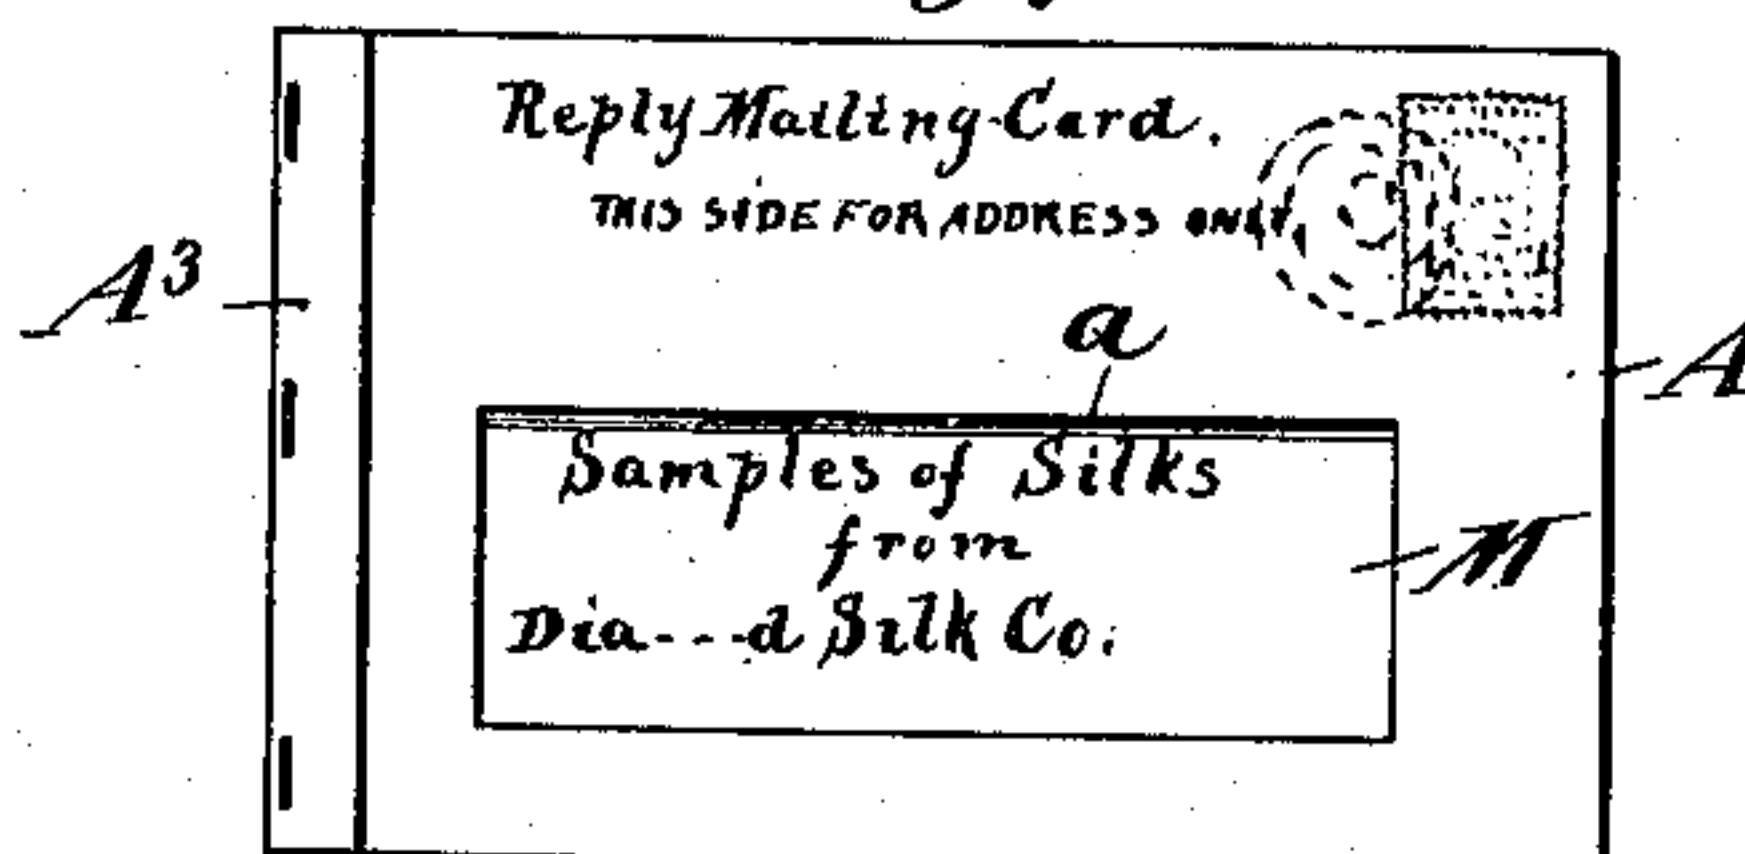 Reply Mailing-Card.
THIS SIDE FOR ADDRESS ONLY.
A3
a
A
Samples of Silks
from
M
Dia---d Silk Co.